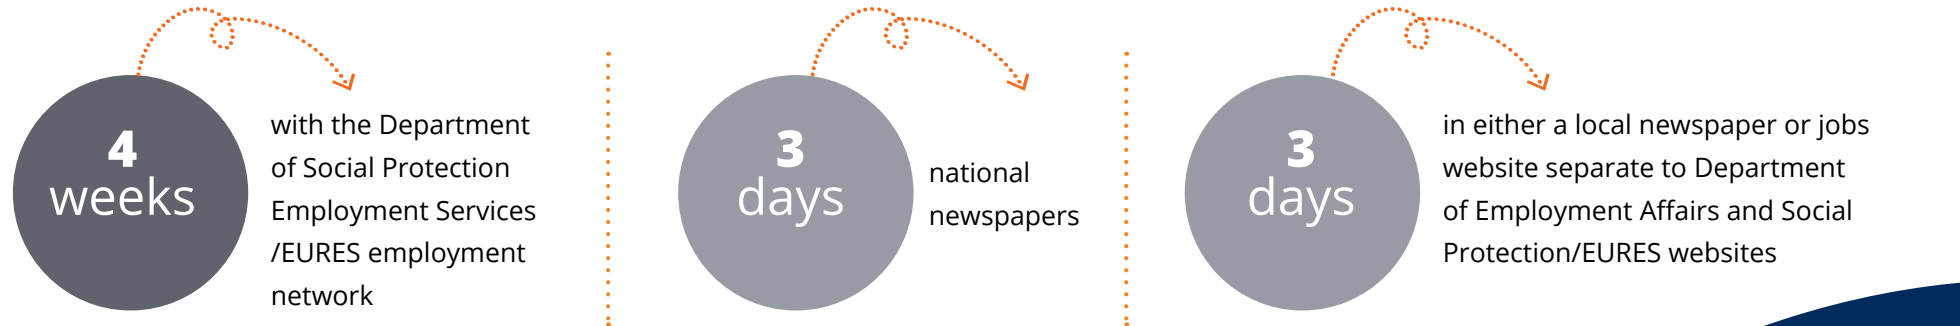 4
weeks
with the Department
of Social Protection
Employment Services
/EURES employment
network
3
days
national
newspapers
3
days
in either a local newspaper or jobs
website separate to Department
of Employment Affairs and Social
Protection/EURES websites